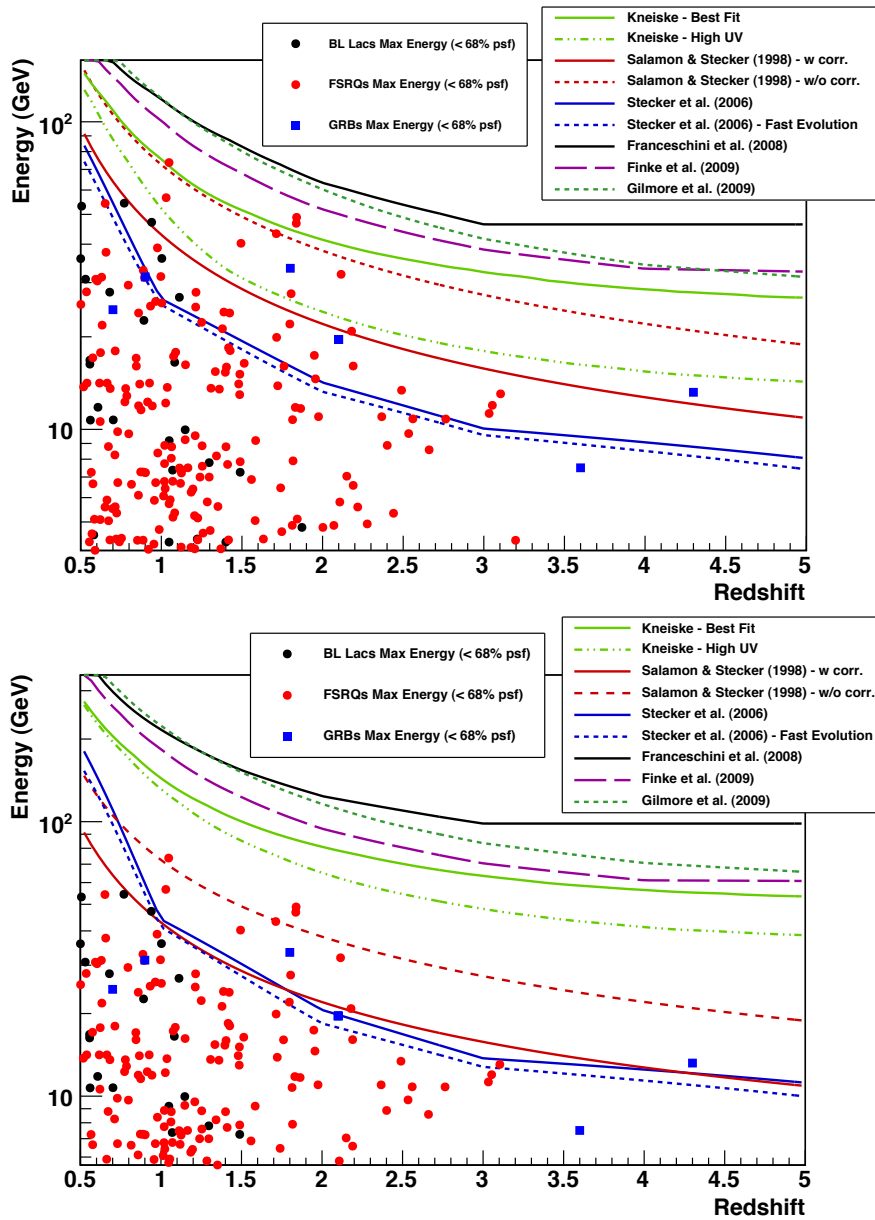 BL Lacs Max Energy (< 68% psf)
FSRQs Max Energy (< 68% psf)
GRBs Max Energy (< 68% psf)
Kneiske - Best Fit
Kneiske - High UV
Salamon & Stecker (1998) - w corr.
Salamon & Stecker (1998) - w/o corr.
Stecker et al. (2006)
Stecker et al. (2006) - Fast Evolution
Franceschini et al. (2008)
Finke et al. (2009)
Gilmore et al. (2009)
Energy (GeV)
10²
10
0.5 1 1.5 2 2.5 3 3.5 4 4.5 5
Redshift
BL Lacs Max Energy (< 68% psf)
FSRQs Max Energy (< 68% psf)
GRBs Max Energy (< 68% psf)
Kneiske - Best Fit
Kneiske - High UV
Salamon & Stecker (1998) - w corr.
Salamon & Stecker (1998) - w/o corr.
Stecker et al. (2006)
Stecker et al. (2006) - Fast Evolution
Franceschini et al. (2008)
Finke et al. (2009)
Gilmore et al. (2009)
Energy (GeV)
10²
10
0.5 1 1.5 2 2.5 3 3.5 4 4.5 5
Redshift